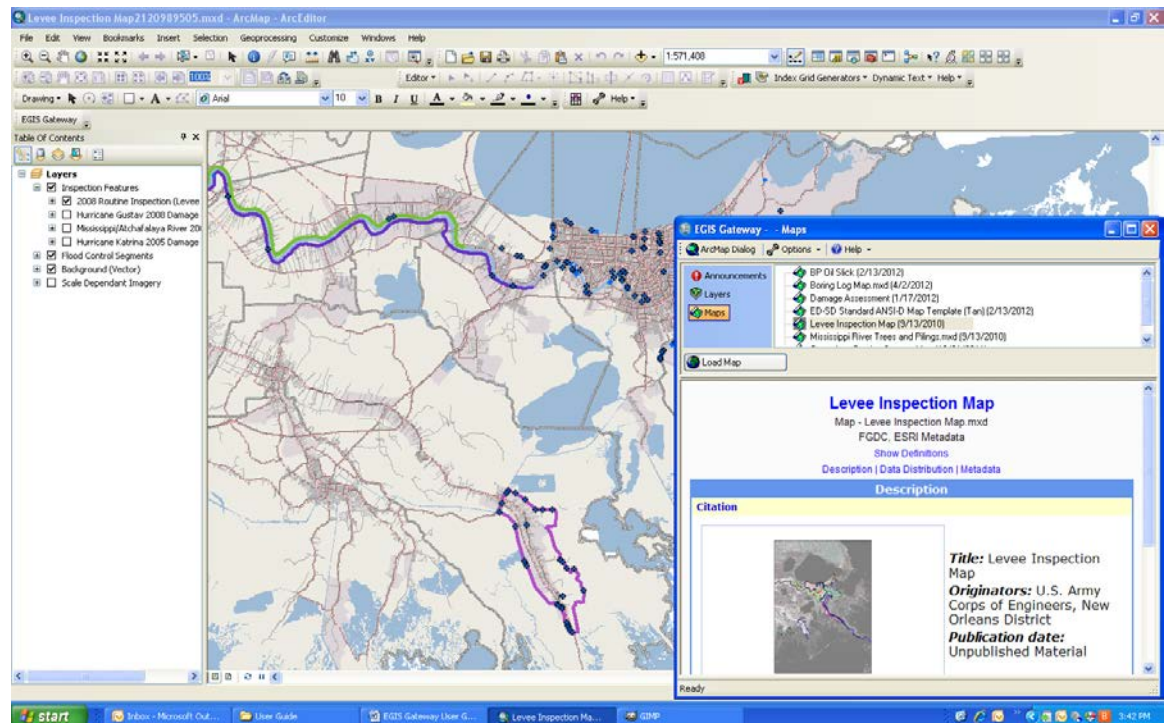 Levee Inspection Map2120989505.mxd - ArcMap - ArcEditor
File Edit View Bookmarks Insert Selection Geoprocessing Customize Windows Help
1:571,408
100%
Editor
Index Grid Generators Dynamic Text Help
Drawing A Arial 10 B I U A Help
EGIS Gateway
Table Of Contents
Layers
Inspection Features
2008 Routine Inspection (Levee
Hurricane Gustav 2008 Damage
Mississippi/Atchafalaya River 20
Hurricane Katrina 2005 Damage
Flood Control Segments
Background (Vector)
Scale Dependant Imagery
EGIS Gateway - - Maps
ArcMap Dialog Options Help
Announcements
Layers
Maps
BP Oil Slick (2/13/2012)
Boring Log Map.mxd (4/2/2012)
Damage Assessment (1/17/2012)
ED-SD Standard ANSI-D Map Template (Tan) (2/13/2012)
Levee Inspection Map (9/13/2010)
Mississippi River Trees and Pilings.mxd (9/13/2010)
Load Map
Levee Inspection Map
Map - Levee Inspection Map.mxd
FGDC, ESRI Metadata
Show Definitions
Description | Data Distribution | Metadata
Description
Citation
Title: Levee Inspection
Map
Originators: U.S. Army
Corps of Engineers, New
Orleans District
Publication date:
Unpublished Material
Ready
start Inbox - Microsoft Out... User Guide EGIS Gateway User G... Levee Inspection Ma... GIMP 3:42 PM